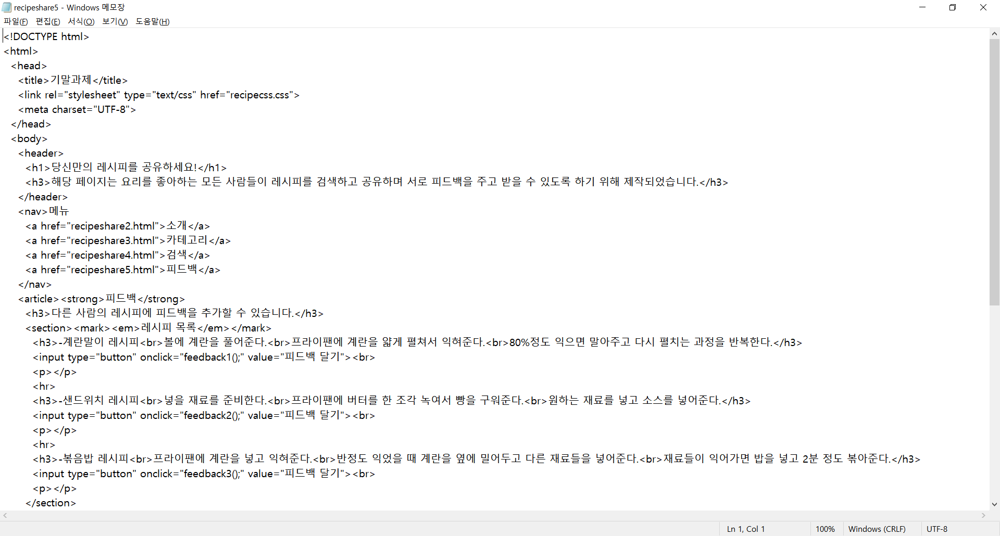 recipeshare5 - Windows 메모장
파일(F) 편집(E) 서식(O) 보기(V) 도움말(H)
<!DOCTYPE html>
<html>
<head>
<title>기말과제</title>
<link rel="stylesheet" type="text/css" href="recipecss.css">
<meta charset="UTF-8">
</head>
<body>
<header>
<h1>당신만의 레시피를 공유하세요!</h1>
<h3>해당 페이지는 요리를 좋아하는 모든 사람들이 레시피를 검색하고 공유하며 서로 피드백을 주고 받을 수 있도록 하기 위해 제작되었습니다.</h3>
</header>
<nav>메뉴
<a href="recipeshare2.html">소개</a>
<a href="recipeshare3.html">카테고리</a>
<a href="recipeshare4.html">검색</a>
<a href="recipeshare5.html">피드백</a>
</nav>
<article><strong>피드백</strong>
<h3>다른 사람의 레시피에 피드백을 추가할 수 있습니다.</h3>
<section><mark><em>레시피 목록</em></mark>
<h3>-계란말이 레시피<br>볼에 계란을 풀어준다.<br>프라이팬에 계란을 얇게 펼쳐서 익혀준다.<br>80%정도 익으면 말아주고 다시 펼치는 과정을 반복한다.</h3>
<input type="button" onclick="feedback1();" value="피드백 달기"><br>
<p></p>
<hr>
<h3>-샌드위치 레시피<br>넣을 재료를 준비한다.<br>프라이팬에 버터를 한 조각 녹여서 빵을 구워준다.<br>원하는 재료를 넣고 소스를 넣어준다.</h3>
<input type="button" onclick="feedback2();" value="피드백 달기"><br>
<p></p>
<hr>
<h3>-볶음밥 레시피<br>프라이팬에 계란을 넣고 익혀준다.<br>반정도 익었을 때 계란을 옆에 밀어두고 다른 재료들을 넣어준다.<br>재료들이 익어가면 밥을 넣고 2분 정도 볶아준다.</h3>
<input type="button" onclick="feedback3();" value="피드백 달기"><br>
<p></p>
</section>
Ln 1, Col 1 100% Windows (CRLF) UTF-8